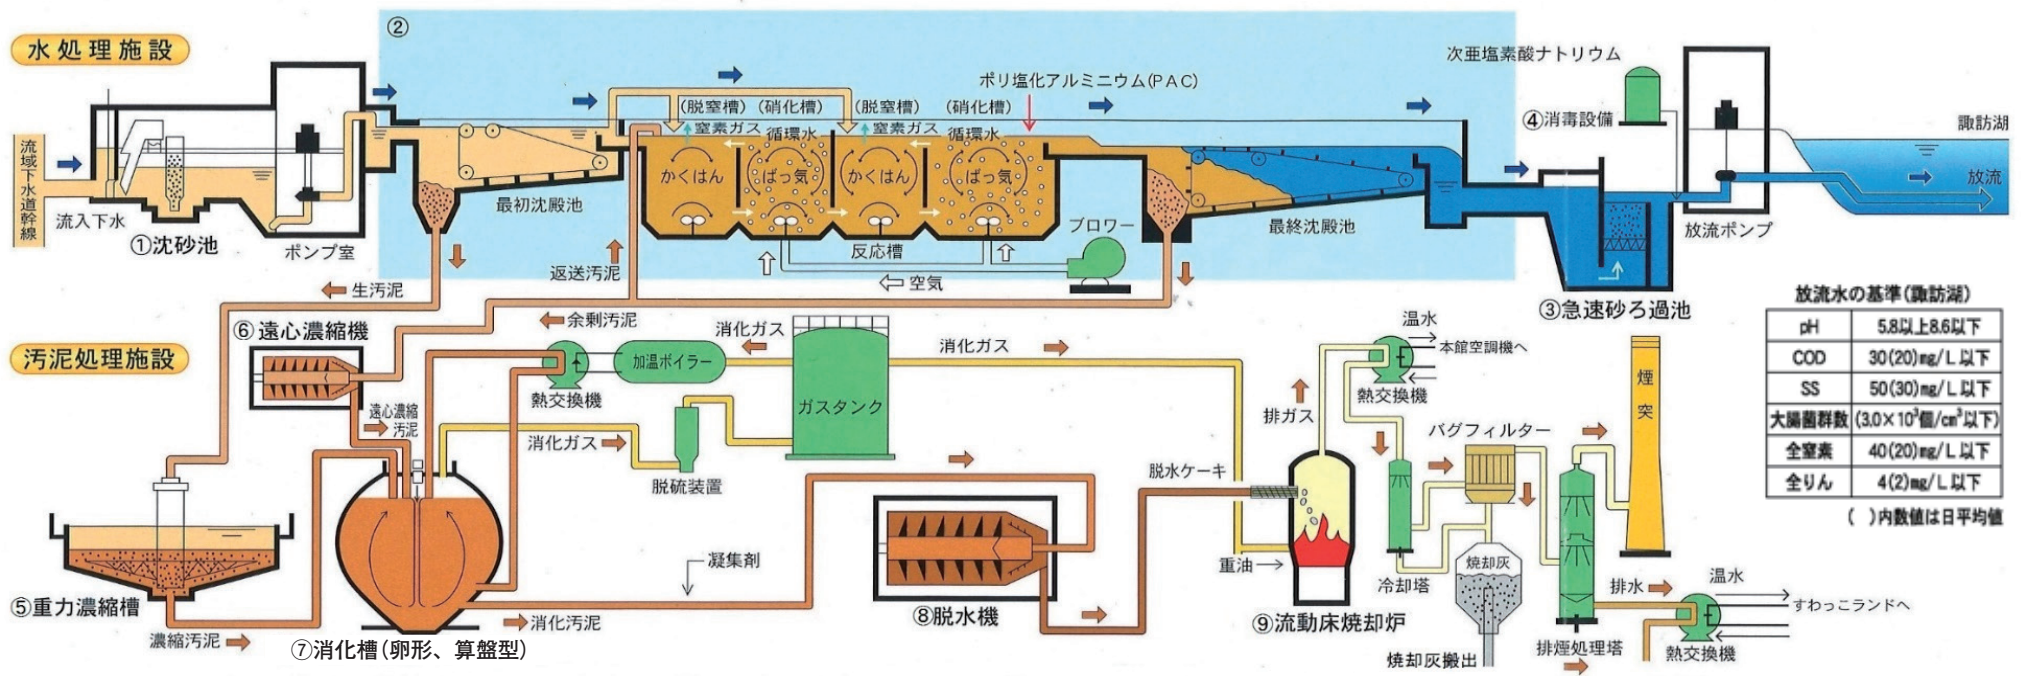 水処理施設
②
流域下水道幹線
流入下水
①沈砂池
ポンプ室
最初沈殿池
(脱窒槽)
(硝化槽)
(脱窒槽)
(硝化槽)
窒素ガス
循環水
窒素ガス
循環水
かくはん
ばっ気
かくはん
ばっ気
ポリ塩化アルミニウム(PAC)
反応槽
ブロワー
空気
返送汚泥
最終沈殿池
次亜塩素酸ナトリウム
④消毒設備
放流ポンプ
諏訪湖
放流
③急速砂ろ過池
生汚泥
余剰汚泥
汚泥処理施設
⑥遠心濃縮機
遠心濃縮
汚泥
⑤重力濃縮槽
濃縮汚泥
⑦消化槽(卵形、算盤型)
消化汚泥
熱交換機
加温ボイラー
消化ガス
ガスタンク
消化ガス
消化ガス
脱硫装置
凝集剤
⑧脱水機
脱水ケーキ
重油
⑨流動床焼却炉
排ガス
熱交換機
温水
本館空調機へ
冷却塔
バグフィルター
焼却灰
焼却灰搬出
排煙処理塔
煙突
排水
熱交換機
温水
すわっこランドへ
放流水の基準(諏訪湖)
pH 5.8以上8.6以下
COD 30(20)㎎/L以下
SS 50(30)㎎/L以下
大腸菌群数 (3.0×10³個/c㎥以下)
全窒素 40(20)㎎/L以下
全りん 4(2)㎎/L以下
( )内数値は日平均値